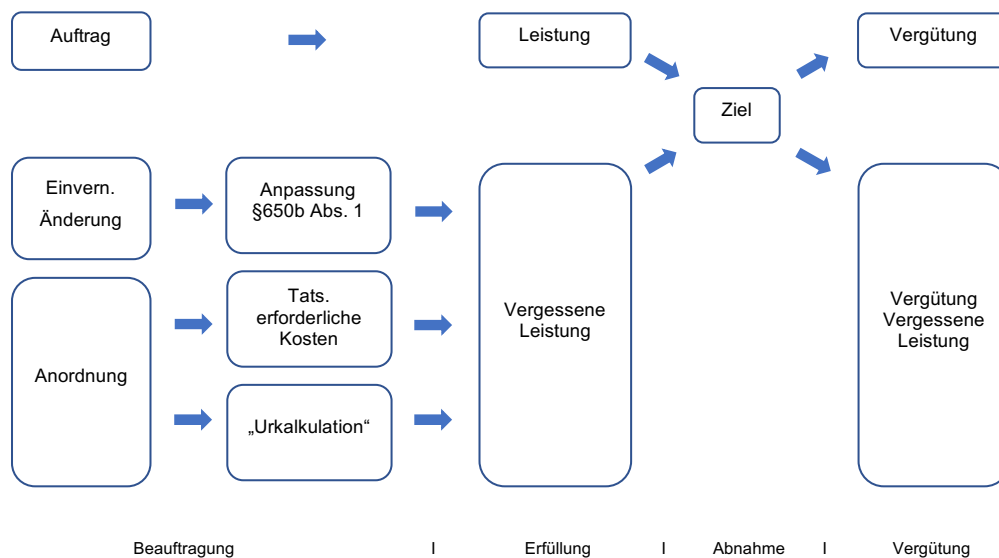 Auftrag
Leistung
Vergütung
Ziel
Einvern.
Änderung
Anpassung
§650b Abs. 1
Anordnung
Tats.
erforderliche
Kosten
„Urkalkulation“
Vergessene
Leistung
Vergütung
Vergessene
Leistung
Beauftragung I Erfüllung I Abnahme I Vergütung